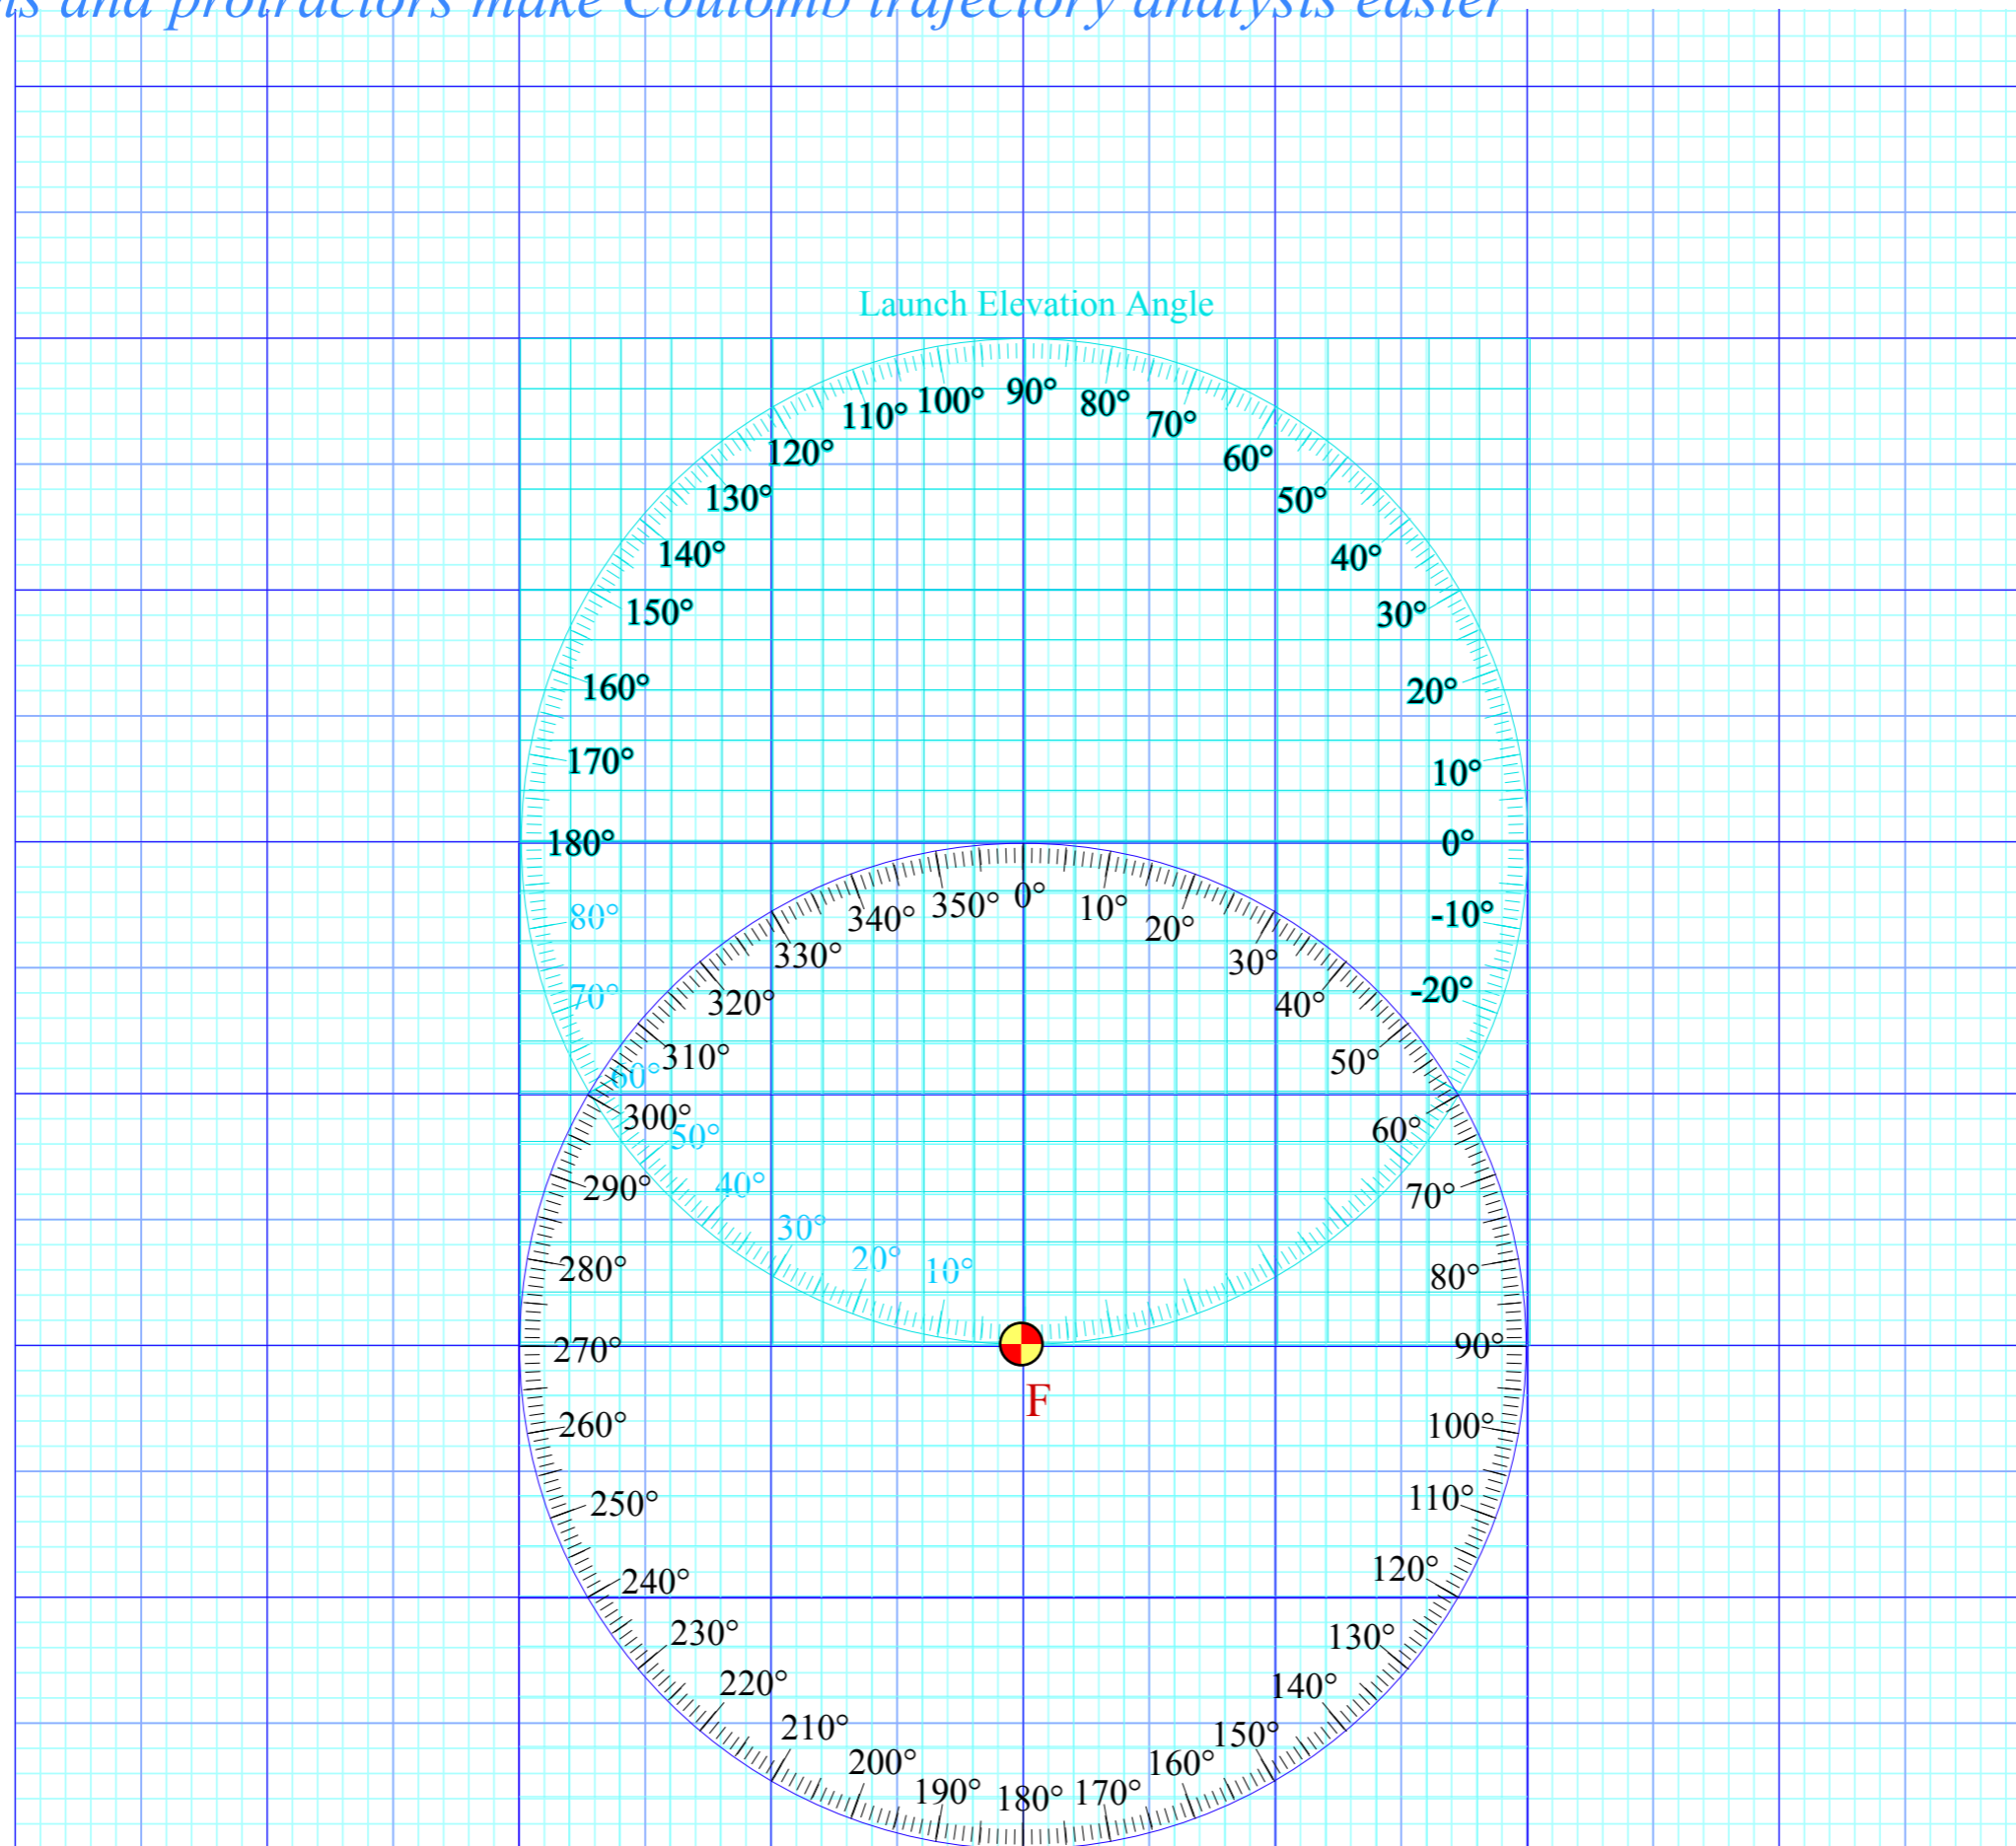 and protractors make Coulomb trajectory analysis easier
Launch Elevation Angle
90°
100° 80°
110° 70°
120° 60°
130° 50°
140° 40°
150° 30°
160° 20°
170° 10°
180° 0°
350° 0° 10°
80° 340° 20° -10°
330° 30°
70° 320° 40° -20°
310° 50°
60°
300° 60°
50°
40° 290° 70°
30°
20° 10° 280° 80°
270° 90°
F
260° 100°
250° 110°
240° 120°
230° 130°
220° 140°
210° 150°
200° 160°
190° 180° 170°